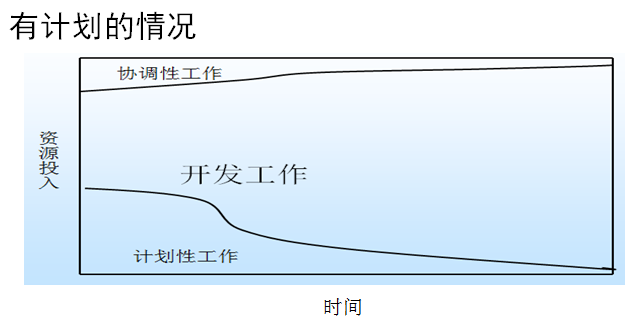 有计划的情况
协调性工作
资源投入
开发工作
计划性工作
时间